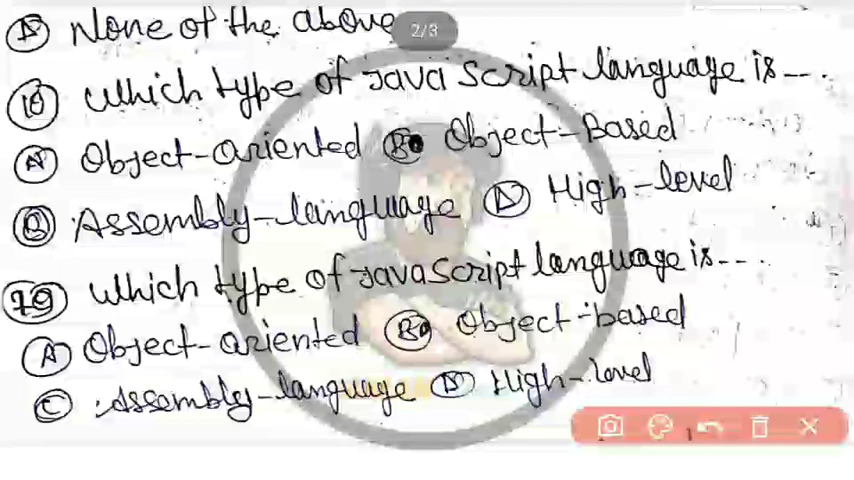 D None of the above
2/3
18 Which type of Java Script language is --.
A Object-oriented B Object-Based
B Assembly-language D High-level
19 Which type of JavaScript language is --.
A Object-oriented B Object-based
C Assembly-language D High-level